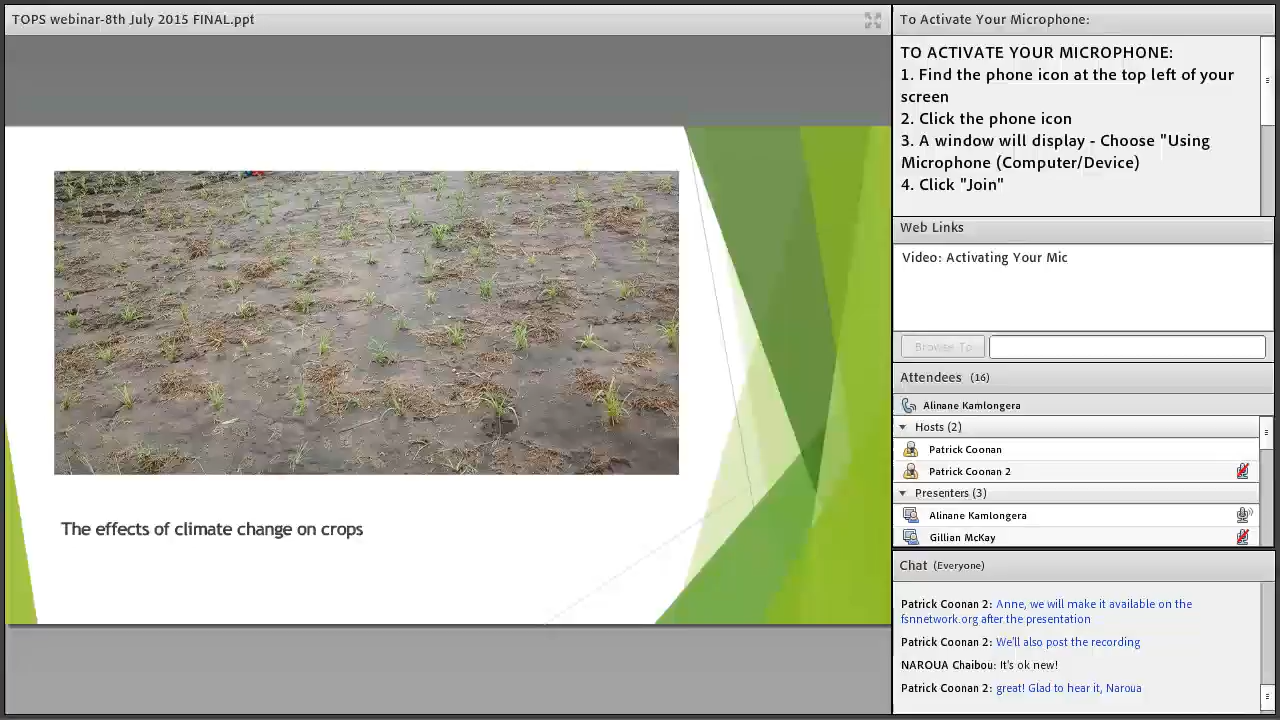 TOPS webinar-8th July 2015 FINAL.ppt
The effects of climate change on crops
To Activate Your Microphone:
TO ACTIVATE YOUR MICROPHONE:
1. Find the phone icon at the top left of your
screen
2. Click the phone icon
3. A window will display - Choose "Using
Microphone (Computer/Device)
4. Click "Join"
Web Links
Video: Activating Your Mic
Browse To
Attendees (16)
Alinane Kamlongera
Hosts (2)
Patrick Coonan
Patrick Coonan 2
Presenters (3)
Alinane Kamlongera
Gillian McKay
Chat (Everyone)
Patrick Coonan 2: Anne, we will make it available on the
fsnnetwork.org after the presentation
Patrick Coonan 2: We'll also post the recording
NAROUA Chaibou: It's ok new!
Patrick Coonan 2: great! Glad to hear it, Naroua